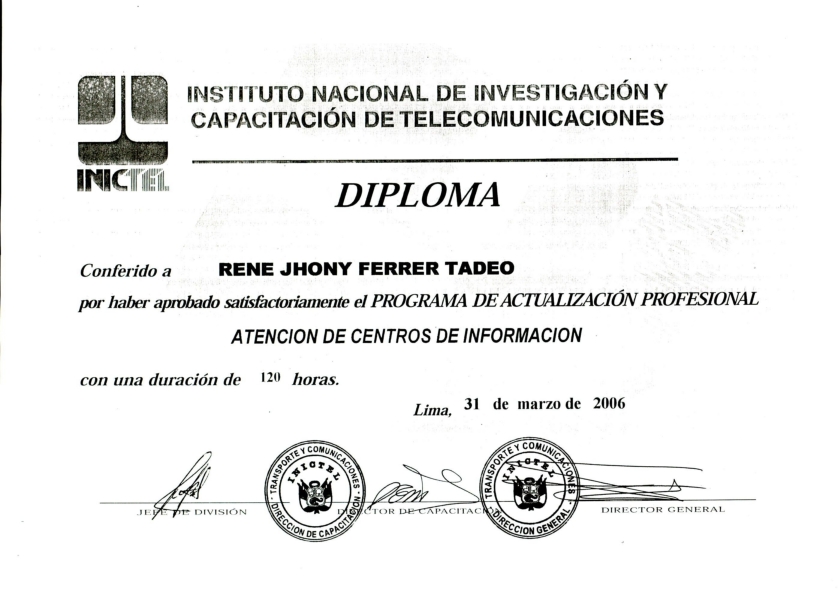 INSTITUTO NACIONAL DE INVESTIGACIÓN Y
CAPACITACIÓN DE TELECOMUNICACIONES
INICTEL
DIPLOMA
Conferido a RENE JHONY FERRER TADEO
por haber aprobado satisfactoriamente el PROGRAMA DE ACTUALIZACIÓN PROFESIONAL
ATENCION DE CENTROS DE INFORMACION
con una duración de 120 horas.
Lima, 31 de marzo de 2006
TRANSPORTE Y COMUNICACIONES
INICTEL
DIRECCION DE CAPACITACION
TRANSPORTE Y COMUNICACIONES
INICTEL
DIRECCION GENERAL
JEFE DE DIVISIÓN
DIRECTOR DE CAPACITACIÓN
DIRECTOR GENERAL